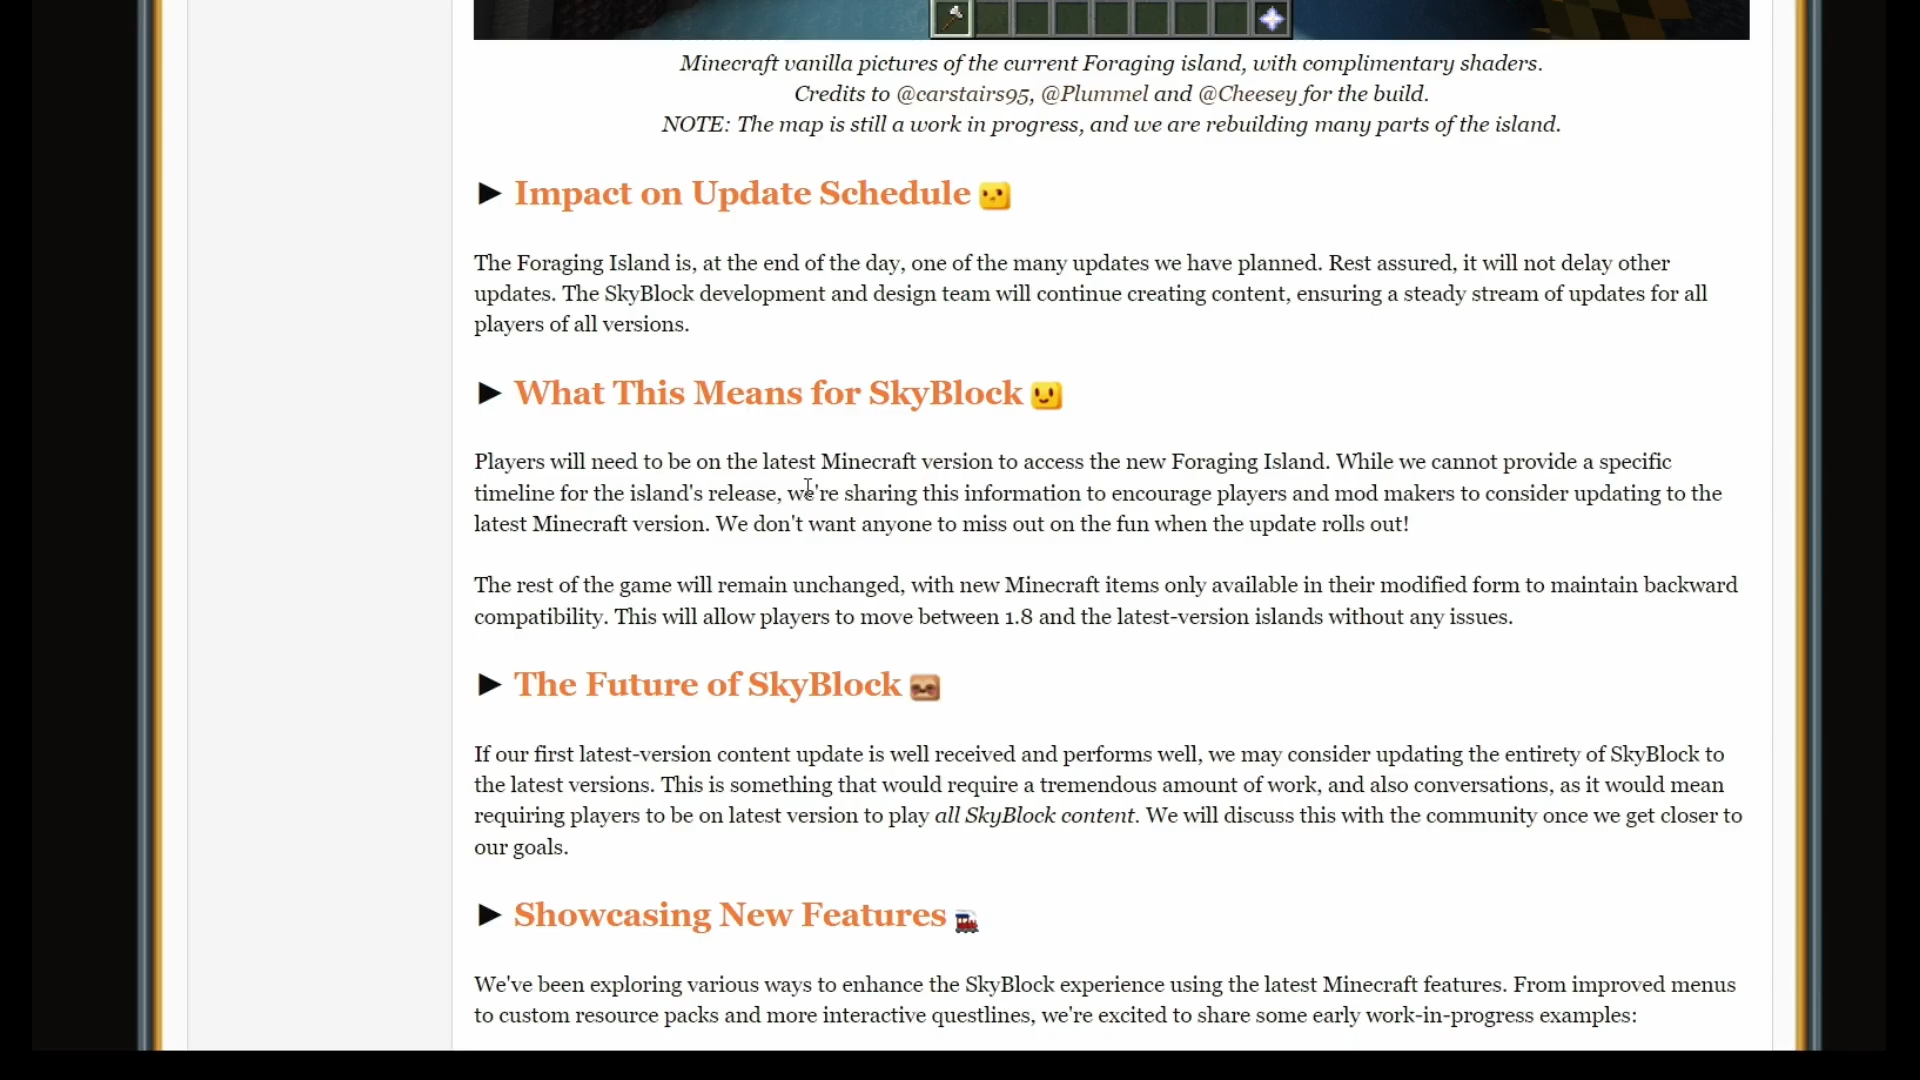 Minecraft vanilla pictures of the current Foraging island, with complimentary shaders.
Credits to @carstairs95, @Plummel and @Cheesey for the build.
NOTE: The map is still a work in progress, and we are rebuilding many parts of the island.
► Impact on Update Schedule
The Foraging Island is, at the end of the day, one of the many updates we have planned. Rest assured, it will not delay other
updates. The SkyBlock development and design team will continue creating content, ensuring a steady stream of updates for all
players of all versions.
► What This Means for SkyBlock
Players will need to be on the latest Minecraft version to access the new Foraging Island. While we cannot provide a specific
timeline for the island's release, we're sharing this information to encourage players and mod makers to consider updating to the
latest Minecraft version. We don't want anyone to miss out on the fun when the update rolls out!
The rest of the game will remain unchanged, with new Minecraft items only available in their modified form to maintain backward
compatibility. This will allow players to move between 1.8 and the latest-version islands without any issues.
► The Future of SkyBlock
If our first latest-version content update is well received and performs well, we may consider updating the entirety of SkyBlock to
the latest versions. This is something that would require a tremendous amount of work, and also conversations, as it would mean
requiring players to be on latest version to play all SkyBlock content. We will discuss this with the community once we get closer to
our goals.
► Showcasing New Features
We've been exploring various ways to enhance the SkyBlock experience using the latest Minecraft features. From improved menus
to custom resource packs and more interactive questlines, we're excited to share some early work-in-progress examples: